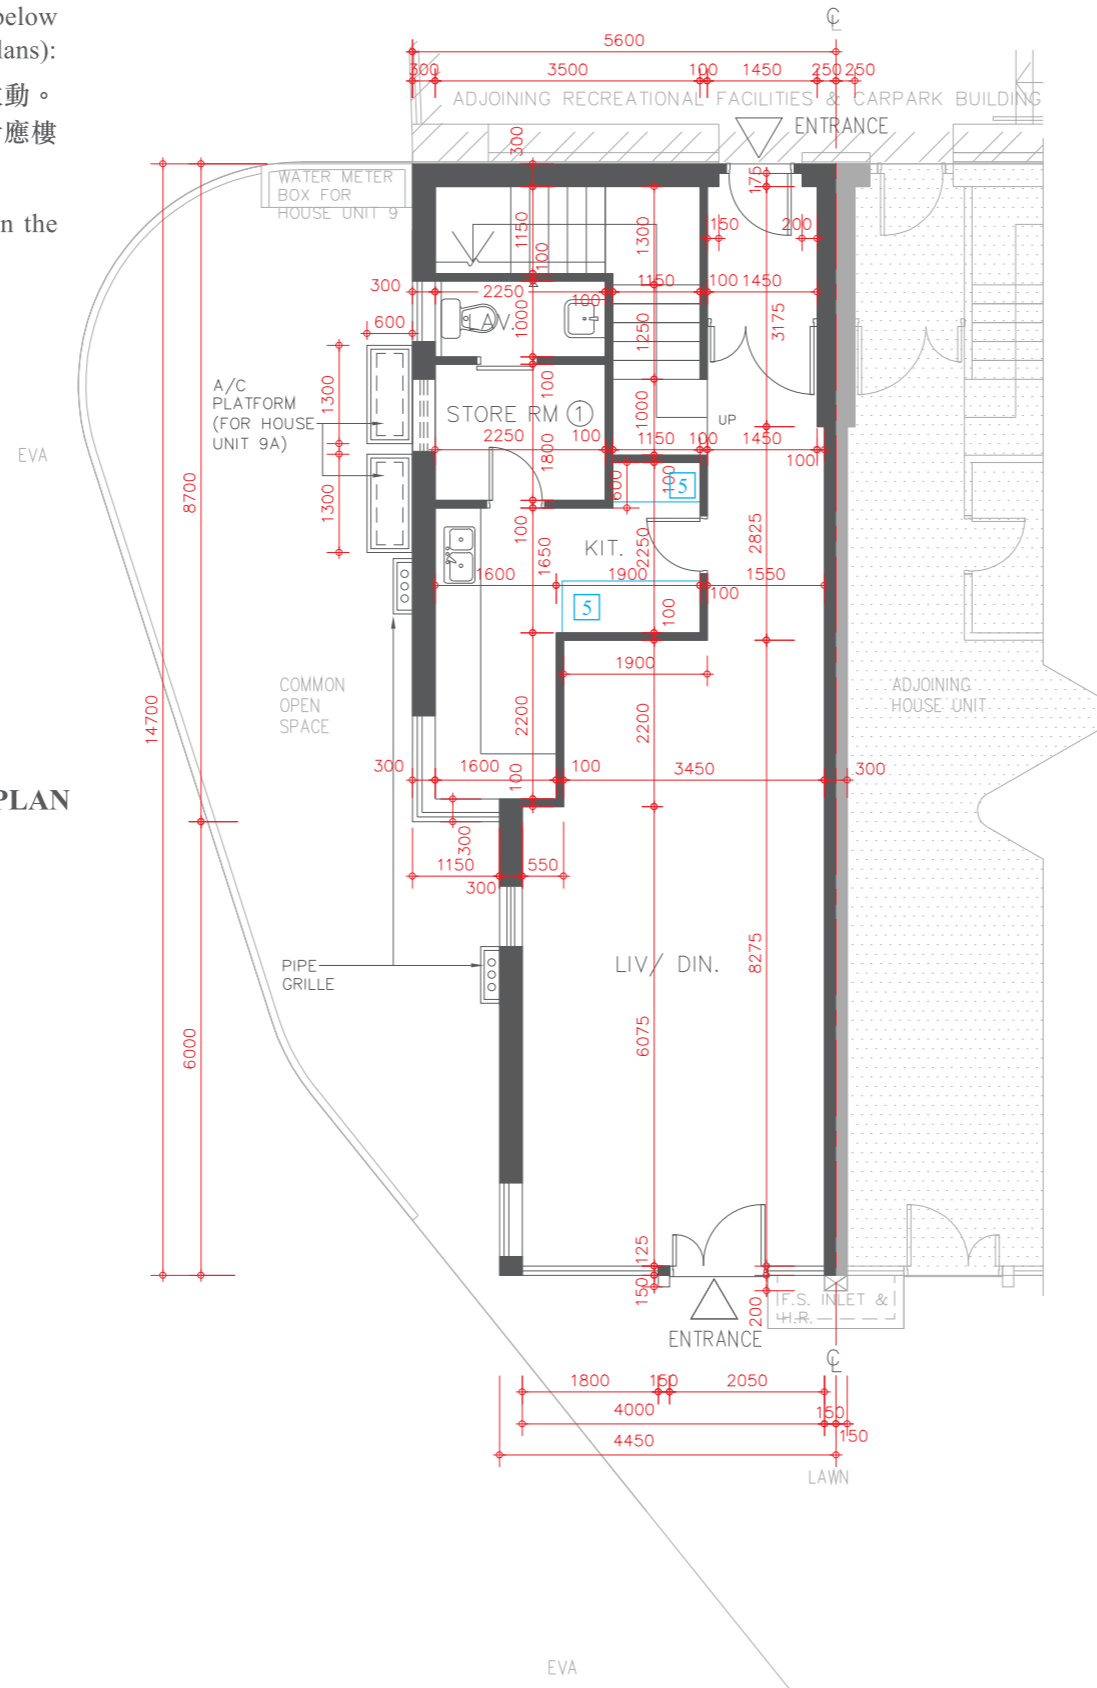 below
lans):
動。
應樓
n the
PLAN
℄
5600
300 3500 100 1450 250 250
ADJOINING RECREATIONAL FACILITIES & CARPARK BUILDING
ENTRANCE
300
WATER METER
BOX FOR
HOUSE UNIT 9
175
1150 1300 150 200
100
300 2250 100 1150 100 1450
600 1000 LAV. 1250 3175
A/C
PLATFORM
(FOR HOUSE
UNIT 9A)
1300
100
STORE RM 1
1000 UP
2250 100 1150 100 1450
1800 100
EVA
8700
1300
600 100 5
100
1650
KIT.
2250
2825
1600 1900 1550
100
5
100
1900
COMMON
OPEN
SPACE
ADJOINING
HOUSE UNIT
14700
2200 2200
300 1600 100 3450 300
100
300
1150 550
300
PIPE
GRILLE
LIV/ DIN.
8275
6075
6000
125
150
200
F.S. INLET &
H.R.
ENTRANCE
℄
1800 150 2050
4000 150
150
4450
LAWN
EVA